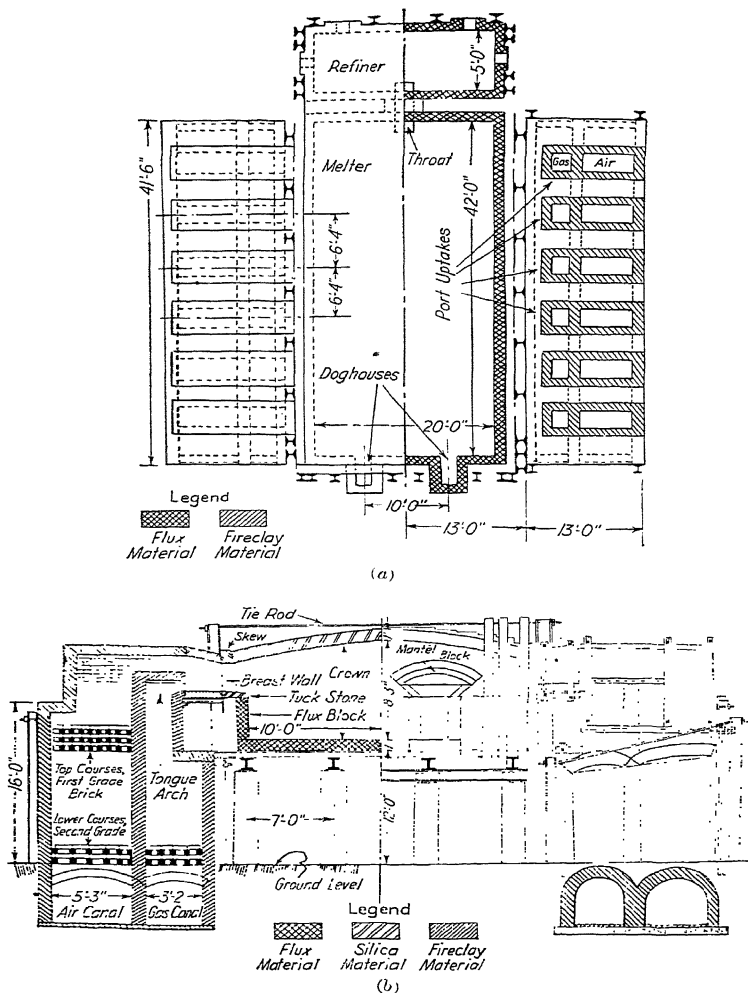 Refiner
5'-0"
Throat
Melter
41'-6"
42'-0"
Gas
Air
6'-4"
6'-4"
Port Uptakes
Doghouses
20'-0"
10'-0"
13'-0"
13'-0"
Legend
Flux
Material
Fireclay
Material
(a)
Tie Rod
Skew
Mantel Block
Breast Wall
Crown
Tuck Stone
Flux Block
10'-0"
16'-0"
Top Courses,
First Grade
Brick
Tongue
Arch
Lower Courses,
Second Grade
7'-0"
12'-0"
5'-3"
Air Canal
3'-2
Gas Canal
Ground Level
Legend
Flux
Material
Silica
Material
Fireclay
Material
(b)